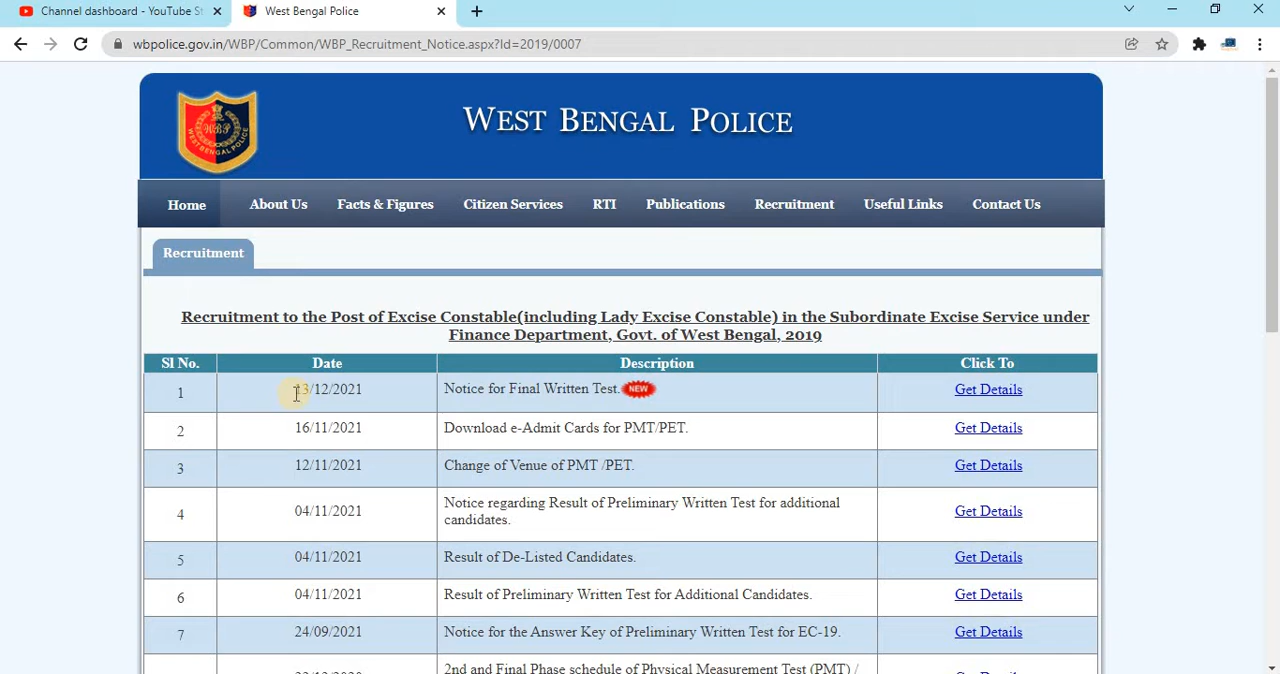 Channel dashboard - YouTube St
West Bengal Police
wbpolice.gov.in/WBP/Common/WBP_Recruitment_Notice.aspx?Id=2019/0007
WBP
WEST BENGAL POLICE
WEST BENGAL POLICE
Home About Us Facts & Figures Citizen Services RTI Publications Recruitment Useful Links Contact Us
Recruitment
Recruitment to the Post of Excise Constable(including Lady Excise Constable) in the Subordinate Excise Service under
Finance Department, Govt. of West Bengal, 2019
Sl No. Date Description Click To
1 13/12/2021 Notice for Final Written Test. NEW Get Details
2 16/11/2021 Download e-Admit Cards for PMT/PET. Get Details
3 12/11/2021 Change of Venue of PMT /PET. Get Details
4 04/11/2021 Notice regarding Result of Preliminary Written Test for additional
candidates. Get Details
5 04/11/2021 Result of De-Listed Candidates. Get Details
6 04/11/2021 Result of Preliminary Written Test for Additional Candidates. Get Details
7 24/09/2021 Notice for the Answer Key of Preliminary Written Test for EC-19. Get Details
2nd and Final Phase schedule of Physical Measurement Test (PMT) /